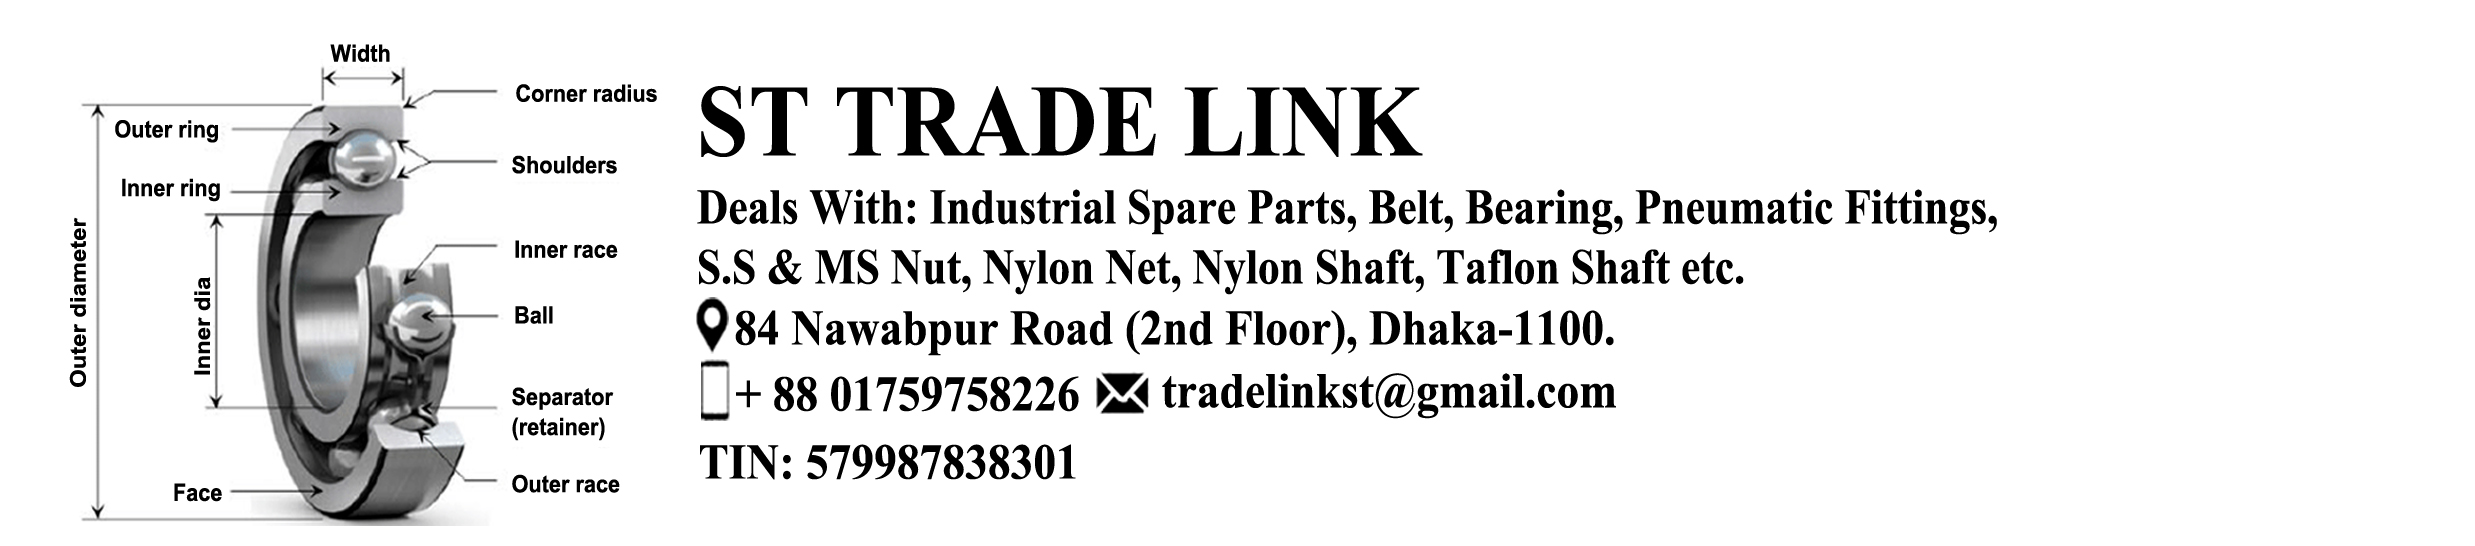 Width
Corner radius
Outer ring
Shoulders
Inner ring
Inner race
Outer diameter
Inner dia
Ball
Separator
(retainer)
Outer race
Face
ST TRADE LINK
Deals With: Industrial Spare Parts, Belt, Bearing, Pneumatic Fittings,
S.S & MS Nut, Nylon Net, Nylon Shaft, Taflon Shaft etc.
84 Nawabpur Road (2nd Floor), Dhaka-1100.
+ 88 01759758226 tradelinkst@gmail.com
TIN: 579987838301